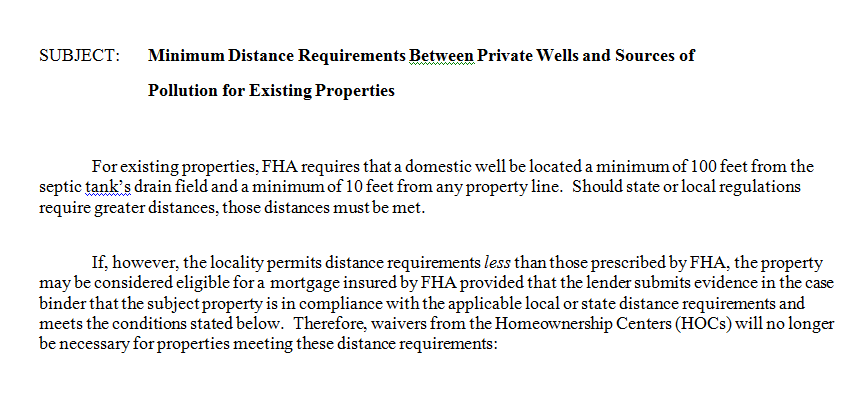 SUBJECT: Minimum Distance Requirements Between Private Wells and Sources of
Pollution for Existing Properties
For existing properties, FHA requires that a domestic well be located a minimum of 100 feet from the
septic tank's drain field and a minimum of 10 feet from any property line. Should state or local regulations
require greater distances, those distances must be met.
If, however, the locality permits distance requirements less than those prescribed by FHA, the property
may be considered eligible for a mortgage insured by FHA provided that the lender submits evidence in the case
binder that the subject property is in compliance with the applicable local or state distance requirements and
meets the conditions stated below. Therefore, waivers from the Homeownership Centers (HOCs) will no longer
be necessary for properties meeting these distance requirements: